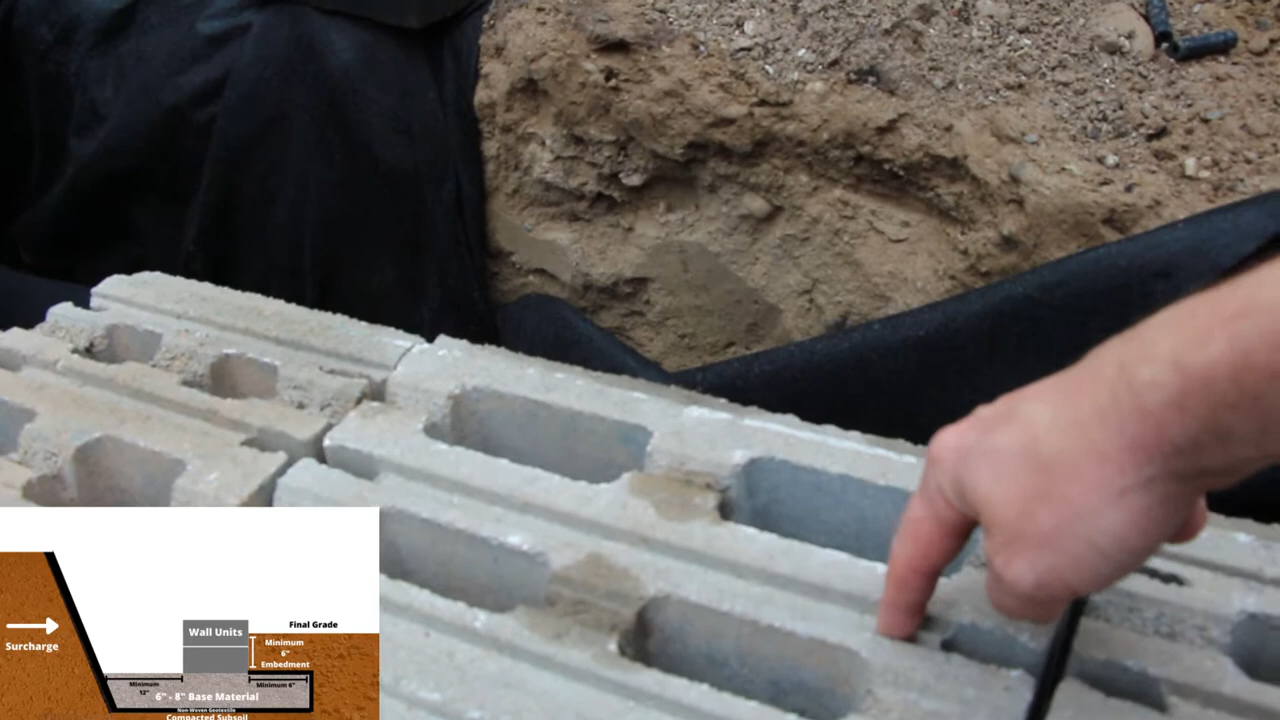 Final Grade
Wall Units
Surcharge
Minimum
6"
Embedment
Minimum
12"
Minimum 6"
6" - 8" Base Material
Non-Woven Geotextile
Compacted Subsoil